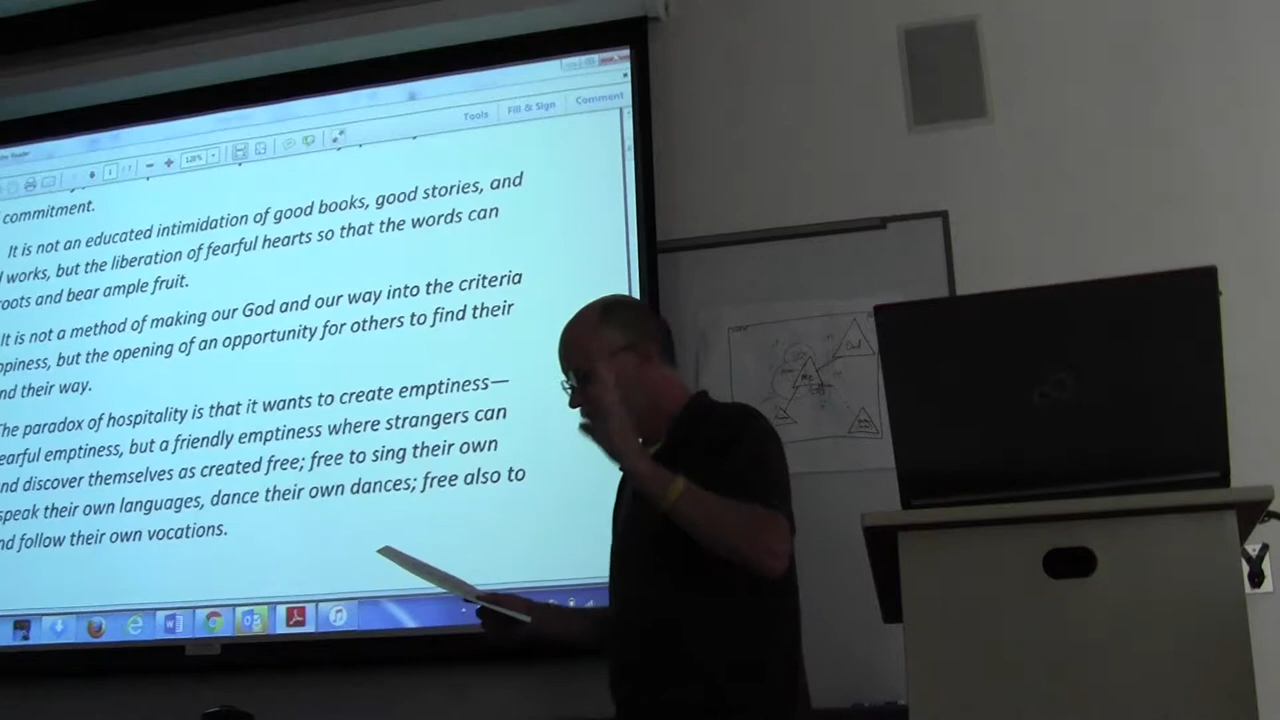 Tools
Fill & Sign
Comment
1 / 7
126%
commitment.
It is not an educated intimidation of good books, good stories, and
works, but the liberation of fearful hearts so that the words can
roots and bear ample fruit.
It is not a method of making our God and our way into the criteria
ppiness, but the opening of an opportunity for others to find their
nd their way.
The paradox of hospitality is that it wants to create emptiness—
earful emptiness, but a friendly emptiness where strangers can
nd discover themselves as created free; free to sing their own
speak their own languages, dance their own dances; free also to
nd follow their own vocations.
Me
Dad